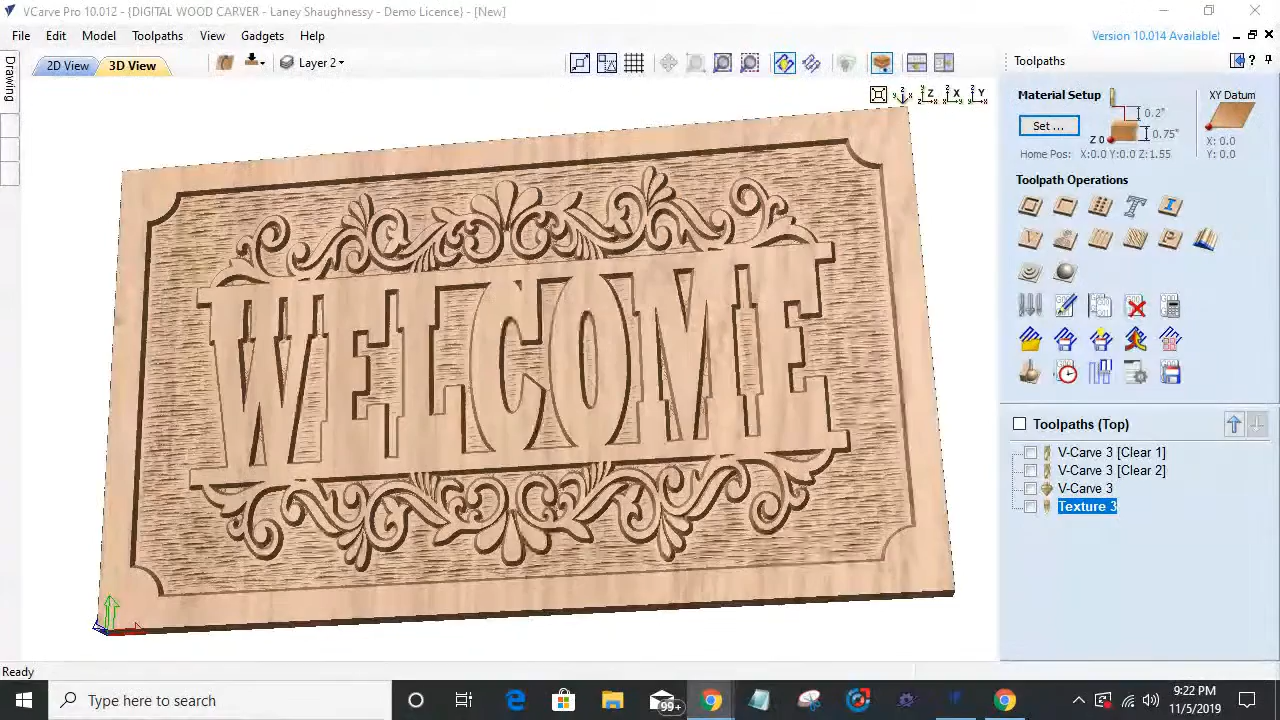 VCarve Pro 10.012 - {DIGITAL WOOD CARVER - Laney Shaughnessy - Demo Licence} - [New]
File Edit Model Toolpaths View Gadgets Help
Version 10.014 Available!
Drawing
2D View 3D View Layer 2
Z X Y
WELCOME
Toolpaths
Material Setup
XY Datum
Set ...
0.2"
Z 0
0.75"
X: 0.0
Y: 0.0
Home Pos: X:0.0 Y:0.0 Z:1.55
Toolpath Operations
Toolpaths (Top)
V-Carve 3 [Clear 1]
V-Carve 3 [Clear 2]
V-Carve 3
Texture 3
Ready
Type here to search
99+
9:22 PM
11/5/2019